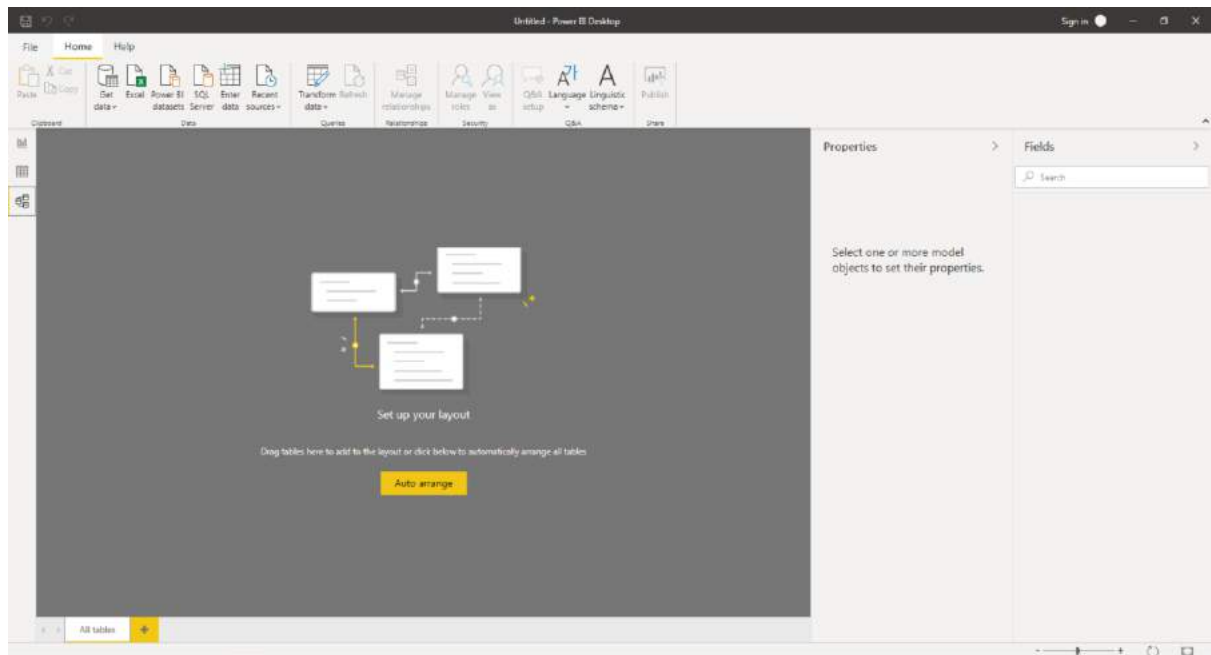 Untitled - Power BI Desktop
Sign in
File Home Help
Paste
Cut
Copy
Clipboard
Get data
Excel
Power BI datasets
SQL Server
Enter data
Recent sources
Data
Transform data
Refresh
Queries
Manage relationships
Relationships
Manage roles
View as
Security
Q&A setup
Language
Linguistic schema
Q&A
Publish
Share
Properties
Fields
Search
Select one or more model
objects to set their properties.
Set up your layout
Drag tables here to add to the layout or click below to automatically arrange all tables
Auto arrange
All tables